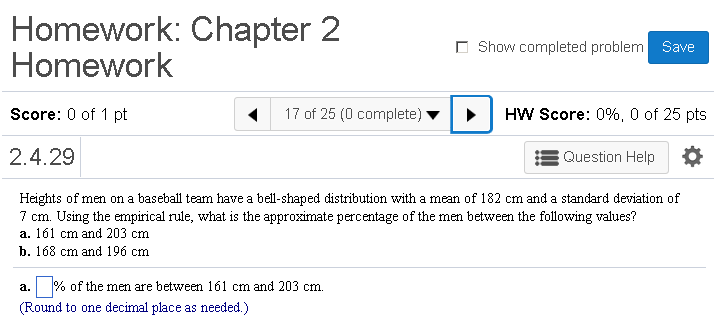 Homework: Chapter 2
Homework
Show completed problem
Save
Score: 0 of 1 pt
17 of 25 (0 complete)
HW Score: 0%, 0 of 25 pts
2.4.29
Question Help
Heights of men on a baseball team have a bell-shaped distribution with a mean of 182 cm and a standard deviation of
7 cm. Using the empirical rule, what is the approximate percentage of the men between the following values?
a. 161 cm and 203 cm
b. 168 cm and 196 cm
a. % of the men are between 161 cm and 203 cm.
(Round to one decimal place as needed.)